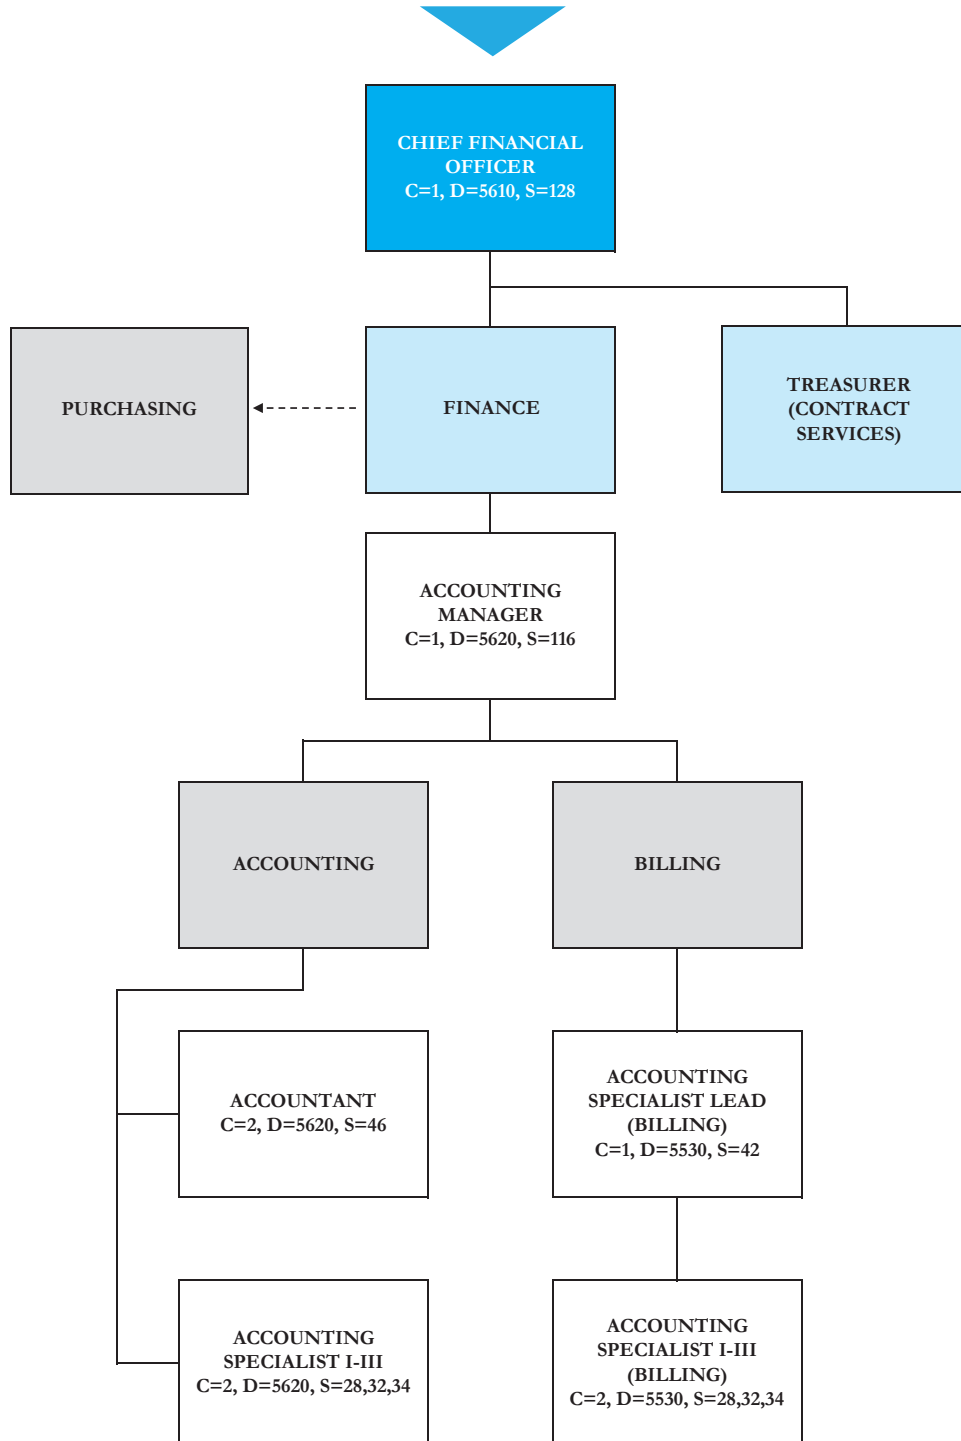 CHIEF FINANCIAL
OFFICER
C=1, D=5610, S=128
PURCHASING
FINANCE
TREASURER
(CONTRACT
SERVICES)
ACCOUNTING
MANAGER
C=1, D=5620, S=116
ACCOUNTING
BILLING
ACCOUNTANT
C=2, D=5620, S=46
ACCOUNTING
SPECIALIST LEAD
(BILLING)
C=1, D=5530, S=42
ACCOUNTING
SPECIALIST I-III
C=2, D=5620, S=28,32,34
ACCOUNTING
SPECIALIST I-III
(BILLING)
C=2, D=5530, S=28,32,34